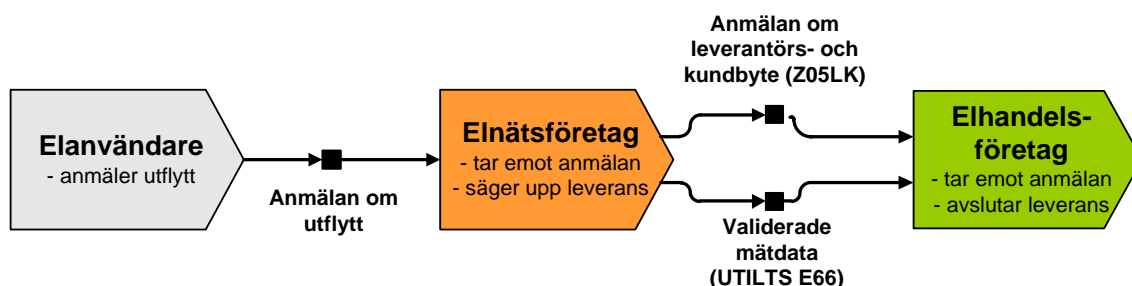 Elanvändare
- anmäler utflytt
Anmälan om
utflytt
Elnätsföretag
- tar emot anmälan
- säger upp leverans
Anmälan om
leverantörs- och
kundbyte (Z05LK)
Validerade
mätdata
(UTILTS E66)
Elhandels-
företag
- tar emot anmälan
- avslutar leverans